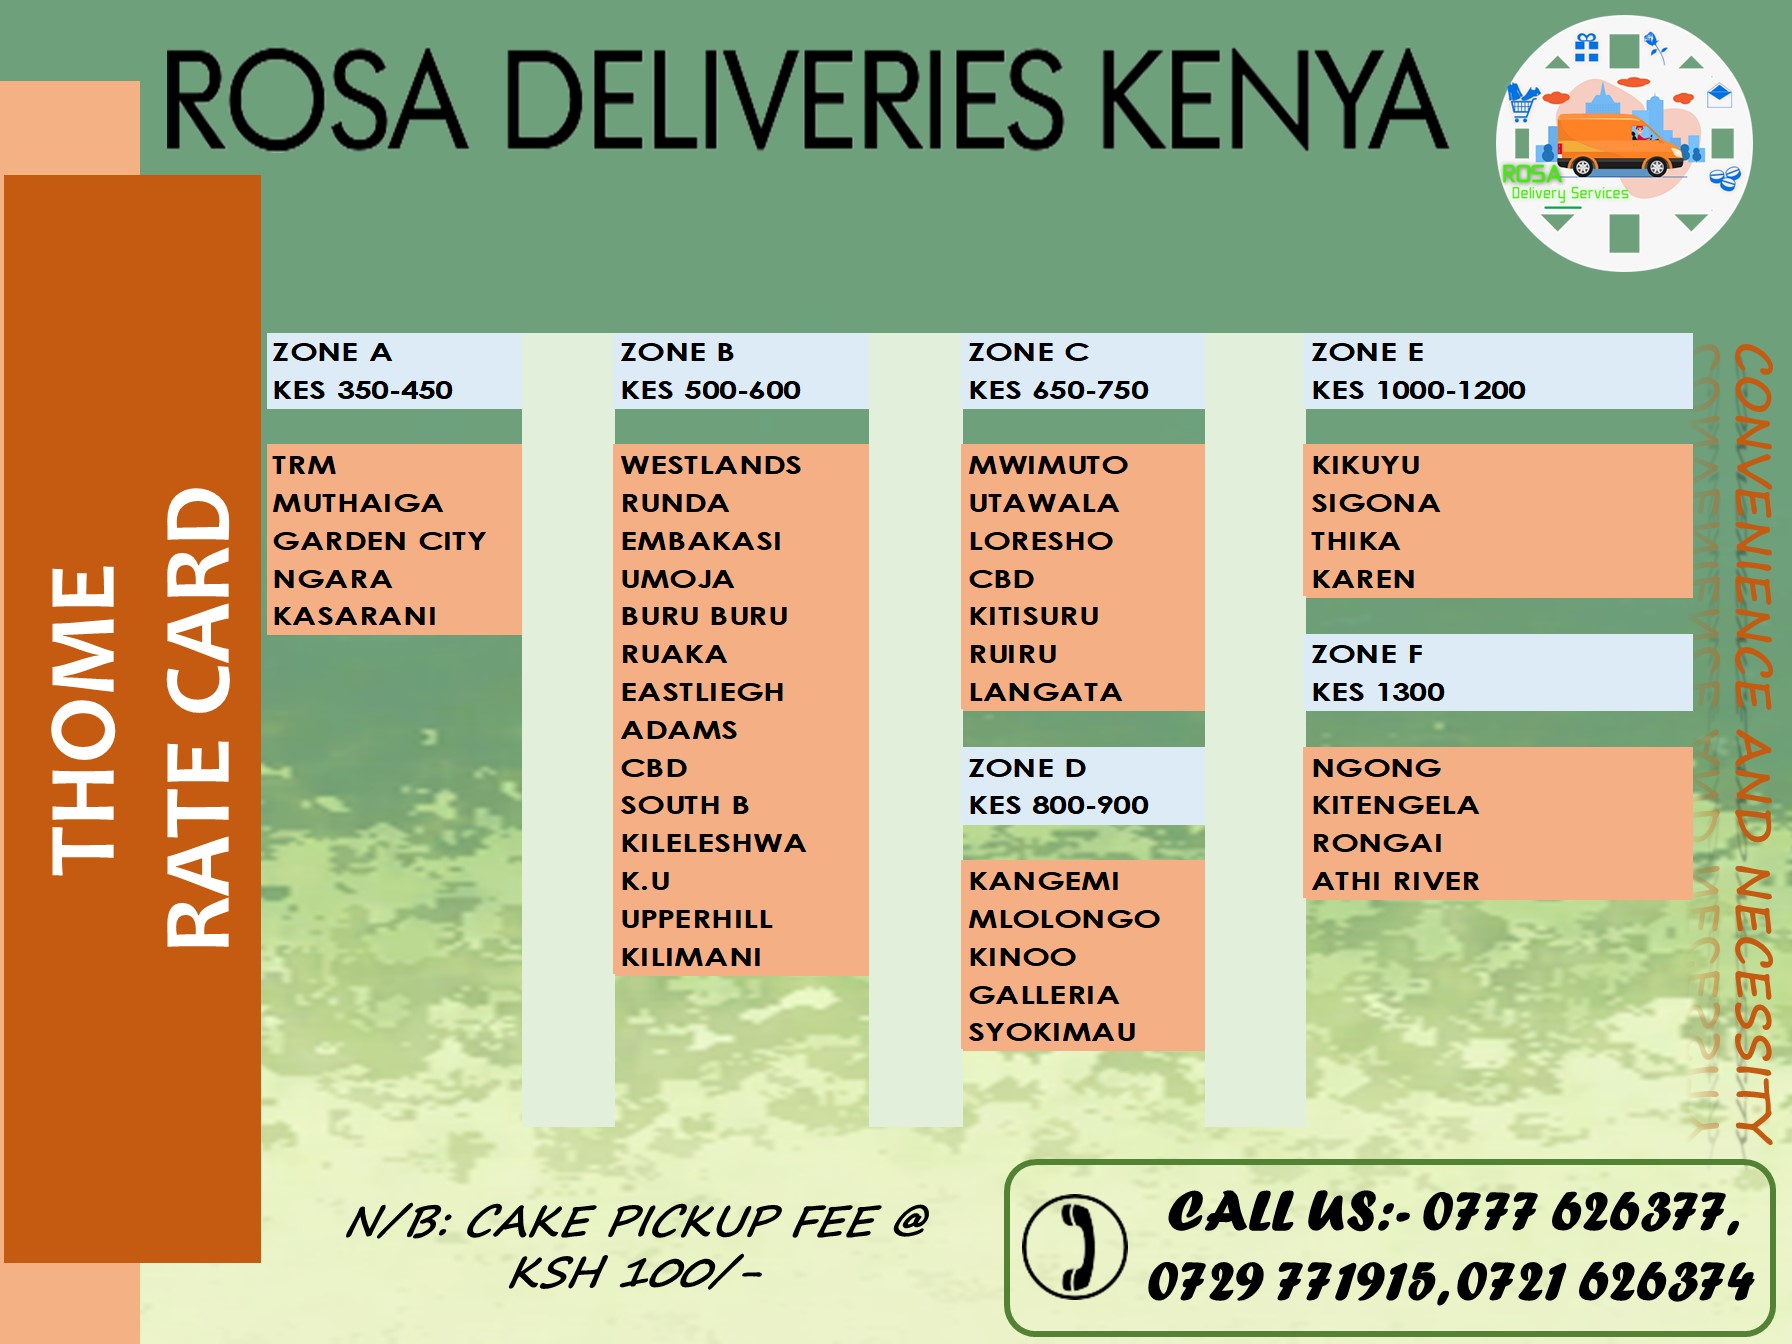 ROSA DELIVERIES KENYA
ROSA
Delivery Services
THOME
RATE CARD
ZONE A
KES 350-450
TRM
MUTHAIGA
GARDEN CITY
NGARA
KASARANI
ZONE B
KES 500-600
WESTLANDS
RUNDA
EMBAKASI
UMOJA
BURU BURU
RUAKA
EASTLIEGH
ADAMS
CBD
SOUTH B
KILELESHWA
K.U
UPPERHILL
KILIMANI
ZONE C
KES 650-750
MWIMUTO
UTAWALA
LORESHO
CBD
KITISURU
RUIRU
LANGATA
ZONE D
KES 800-900
KANGEMI
MLOLONGO
KINOO
GALLERIA
SYOKIMAU
ZONE E
KES 1000-1200
KIKUYU
SIGONA
THIKA
KAREN
ZONE F
KES 1300
NGONG
KITENGELA
RONGAI
ATHI RIVER
CONVENIENCE AND NECESSITY
N/B: CAKE PICKUP FEE @
KSH 100/-
CALL US:- 0777 626377,
0729 771915,0721 626374